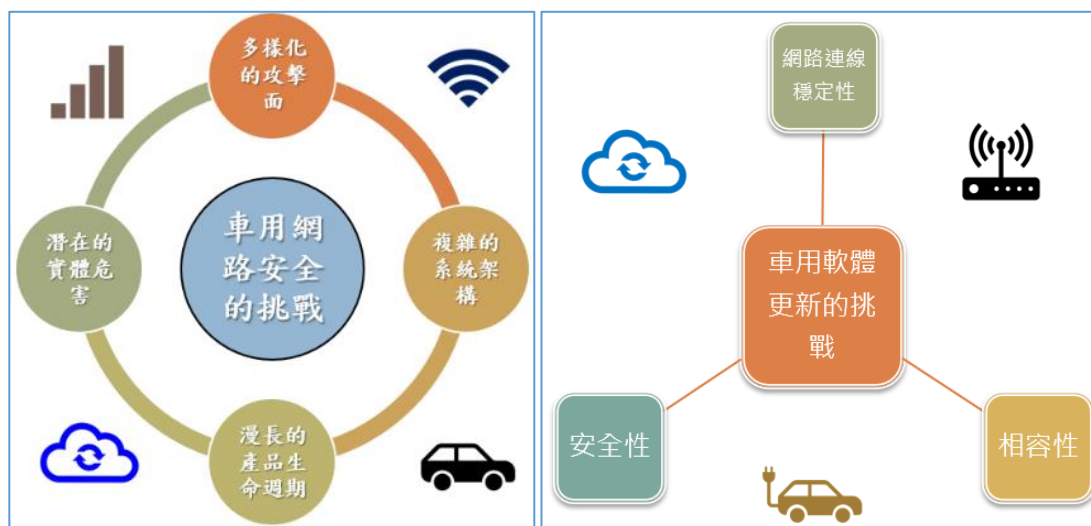 多樣化
的攻擊
面
車用網
路安全
的挑戰
潛在的
實體危
害
複雜的
系統架
構
漫長的
產品生
命週期
網路連線
穩定性
車用軟體
更新的挑
戰
安全性
相容性